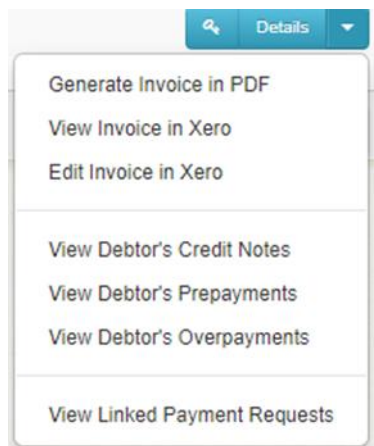 Details
Generate Invoice in PDF
View Invoice in Xero
Edit Invoice in Xero
View Debtor's Credit Notes
View Debtor's Prepayments
View Debtor's Overpayments
View Linked Payment Requests